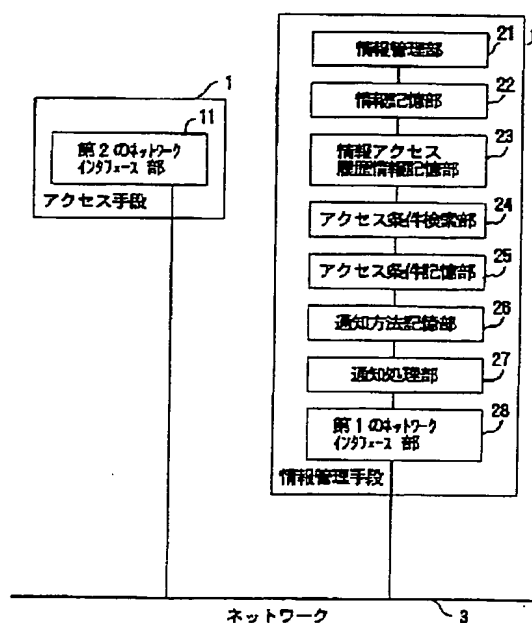 1
11
第2のネットワーク
インタフェース 部
アクセス手段
21
情報管理部
22
情報記憶部
23
情報アクセス
履歴情報記憶部
24
アクセス条件検索部
25
アクセス条件記憶部
26
通知方法記憶部
27
通知処理部
28
第1のネットワーク
インタフェース 部
情報管理手段
ネットワーク
3